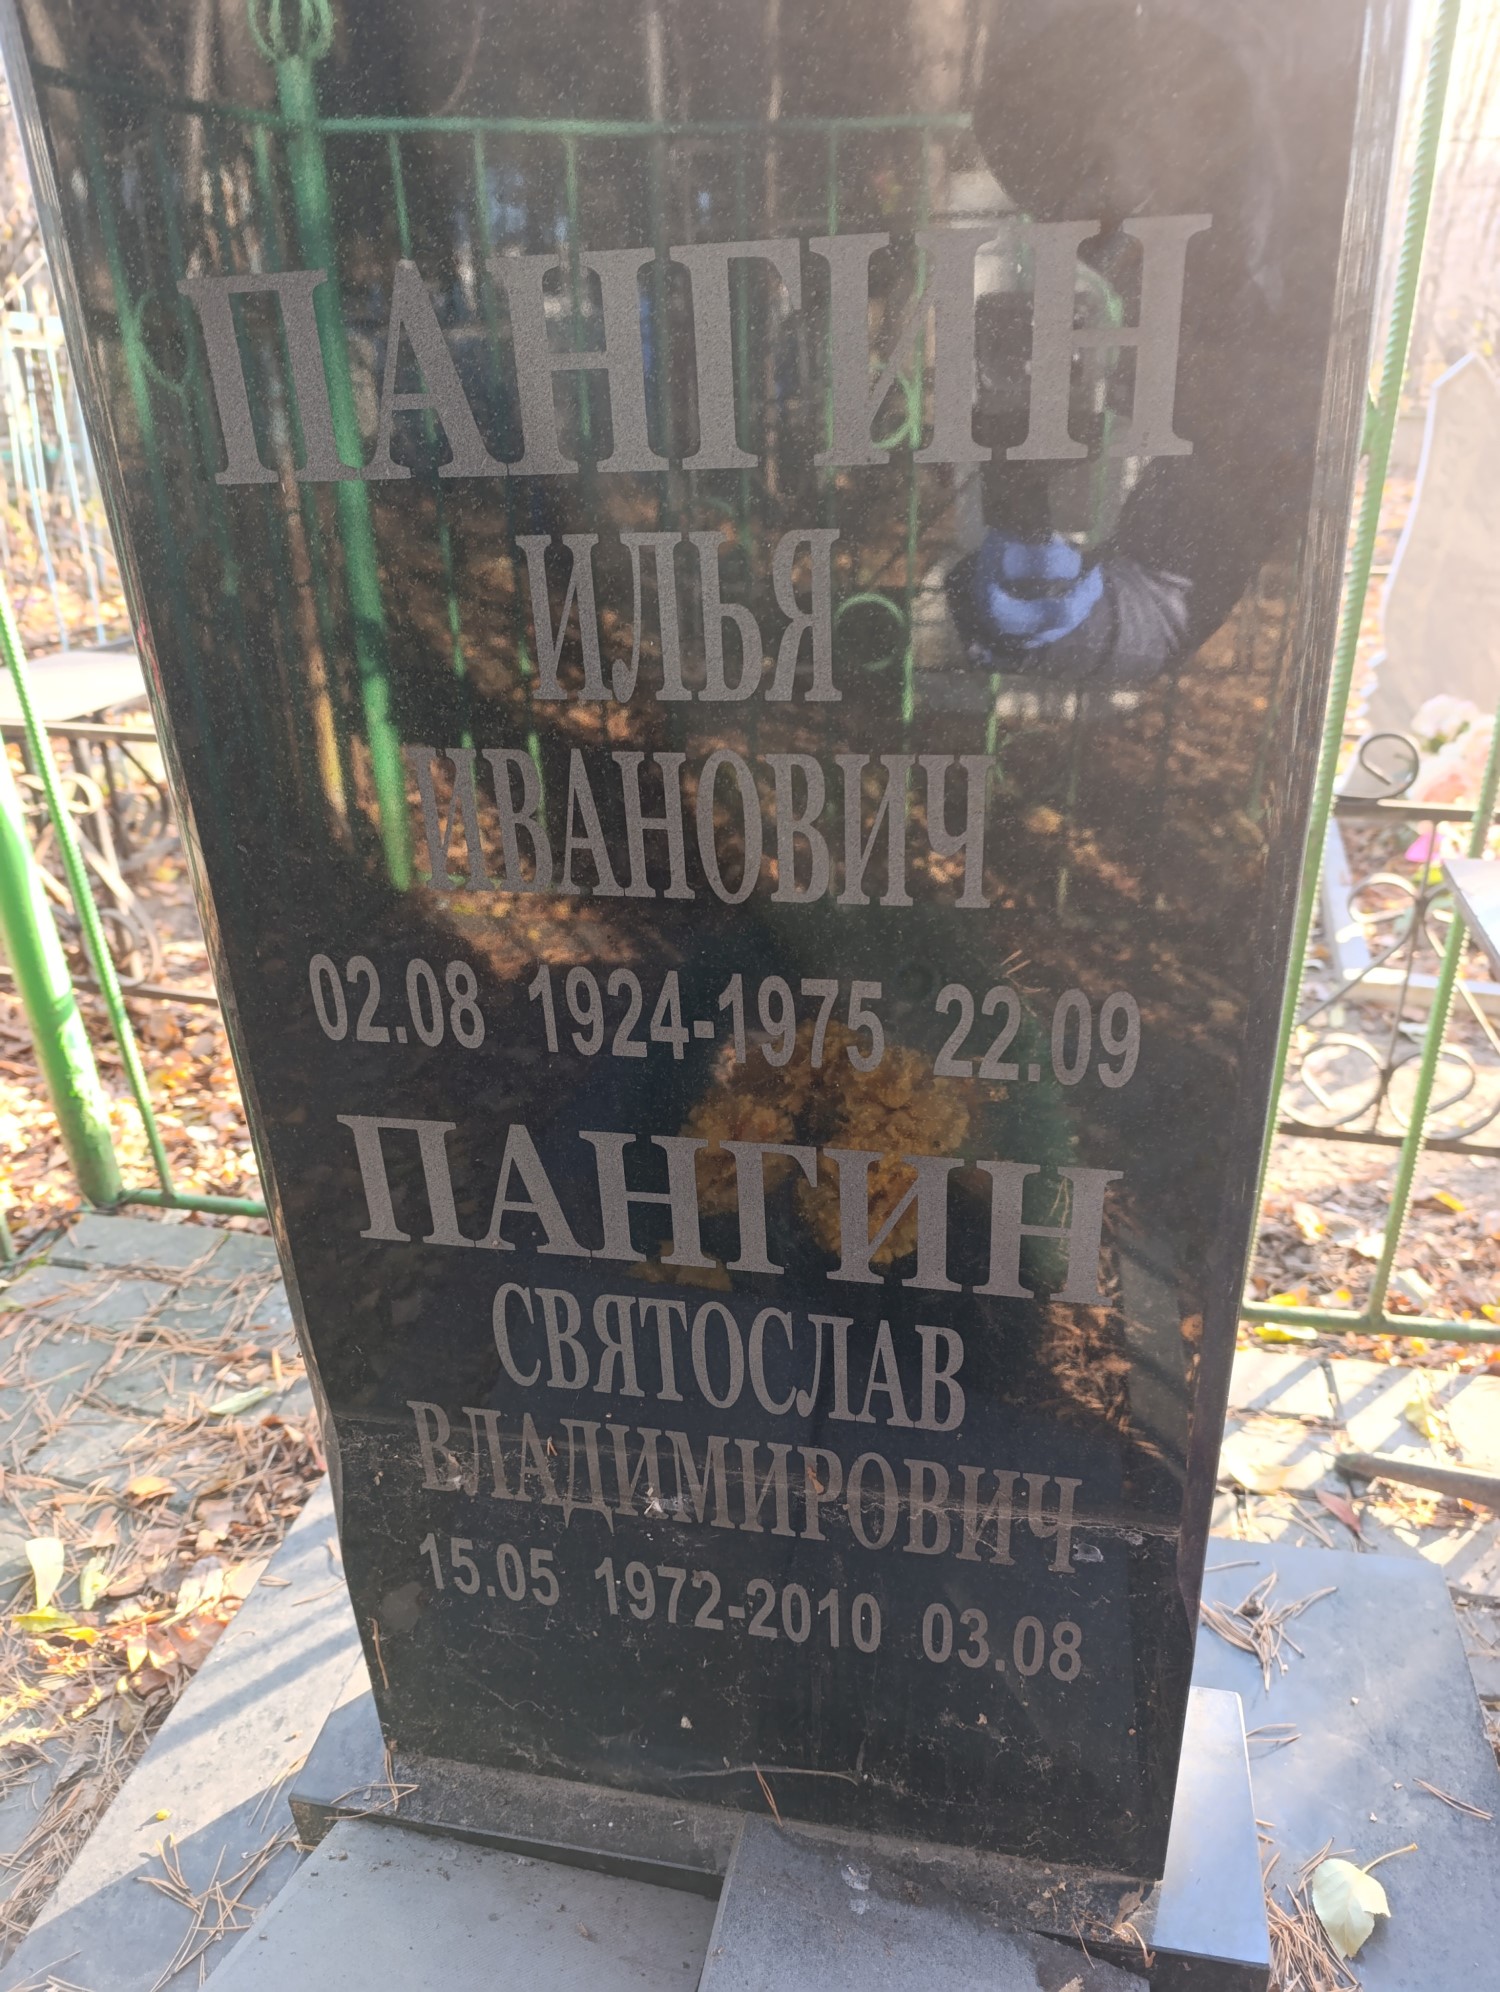 ПАНГИН
ИЛЬЯ
ИВАНОВИЧ
02.08 1924-1975 22.09
ПАНГИН
СВЯТОСЛАВ
ВЛАДИМИРОВИЧ
15.05 1972-2010 03.08